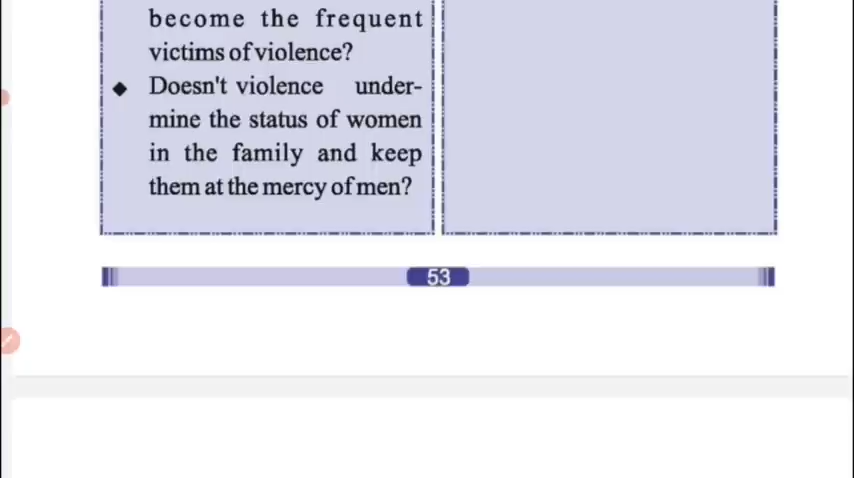 become the frequent
victims of violence?
◆ Doesn't violence under-
mine the status of women
in the family and keep
them at the mercy of men?
53